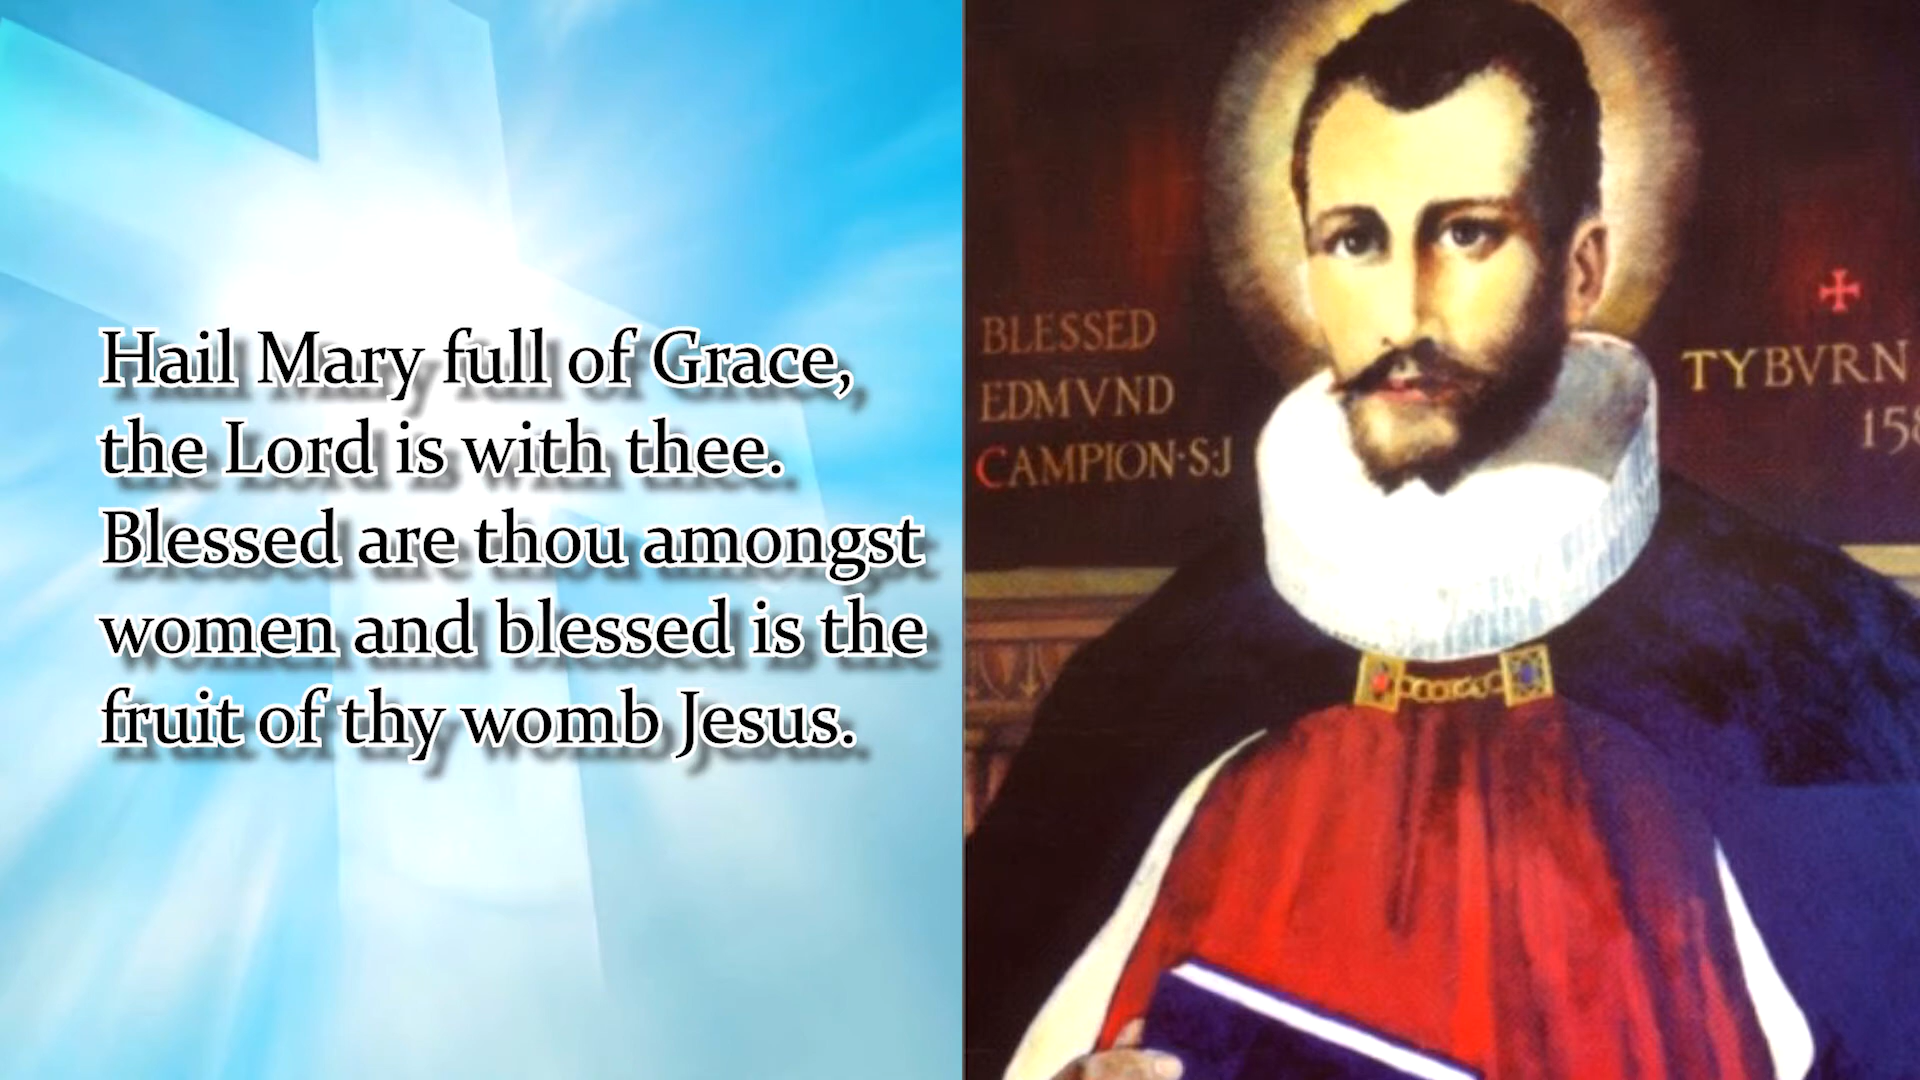 Hail Mary full of Grace,
the Lord is with thee.
Blessed are thou amongst
women and blessed is the
fruit of thy womb Jesus.
BLESSED
EDMVND
CAMPION·S·J
TYBVRN